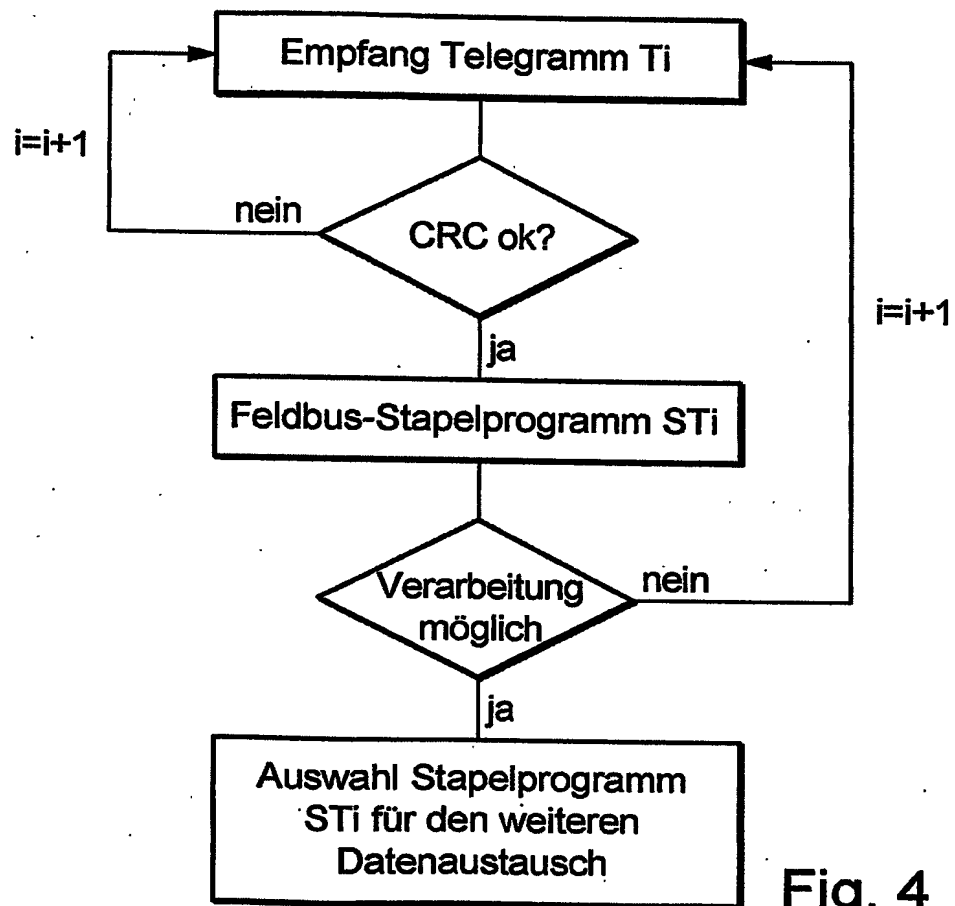 Empfang Telegramm Ti
i=i+1
nein
CRC ok?
i=i+1
ja
Feldbus-Stapelprogramm STi
Verarbeitung
möglich
nein
ja
Auswahl Stapelprogramm
STi für den weiteren
Datenaustausch
Fig. 4